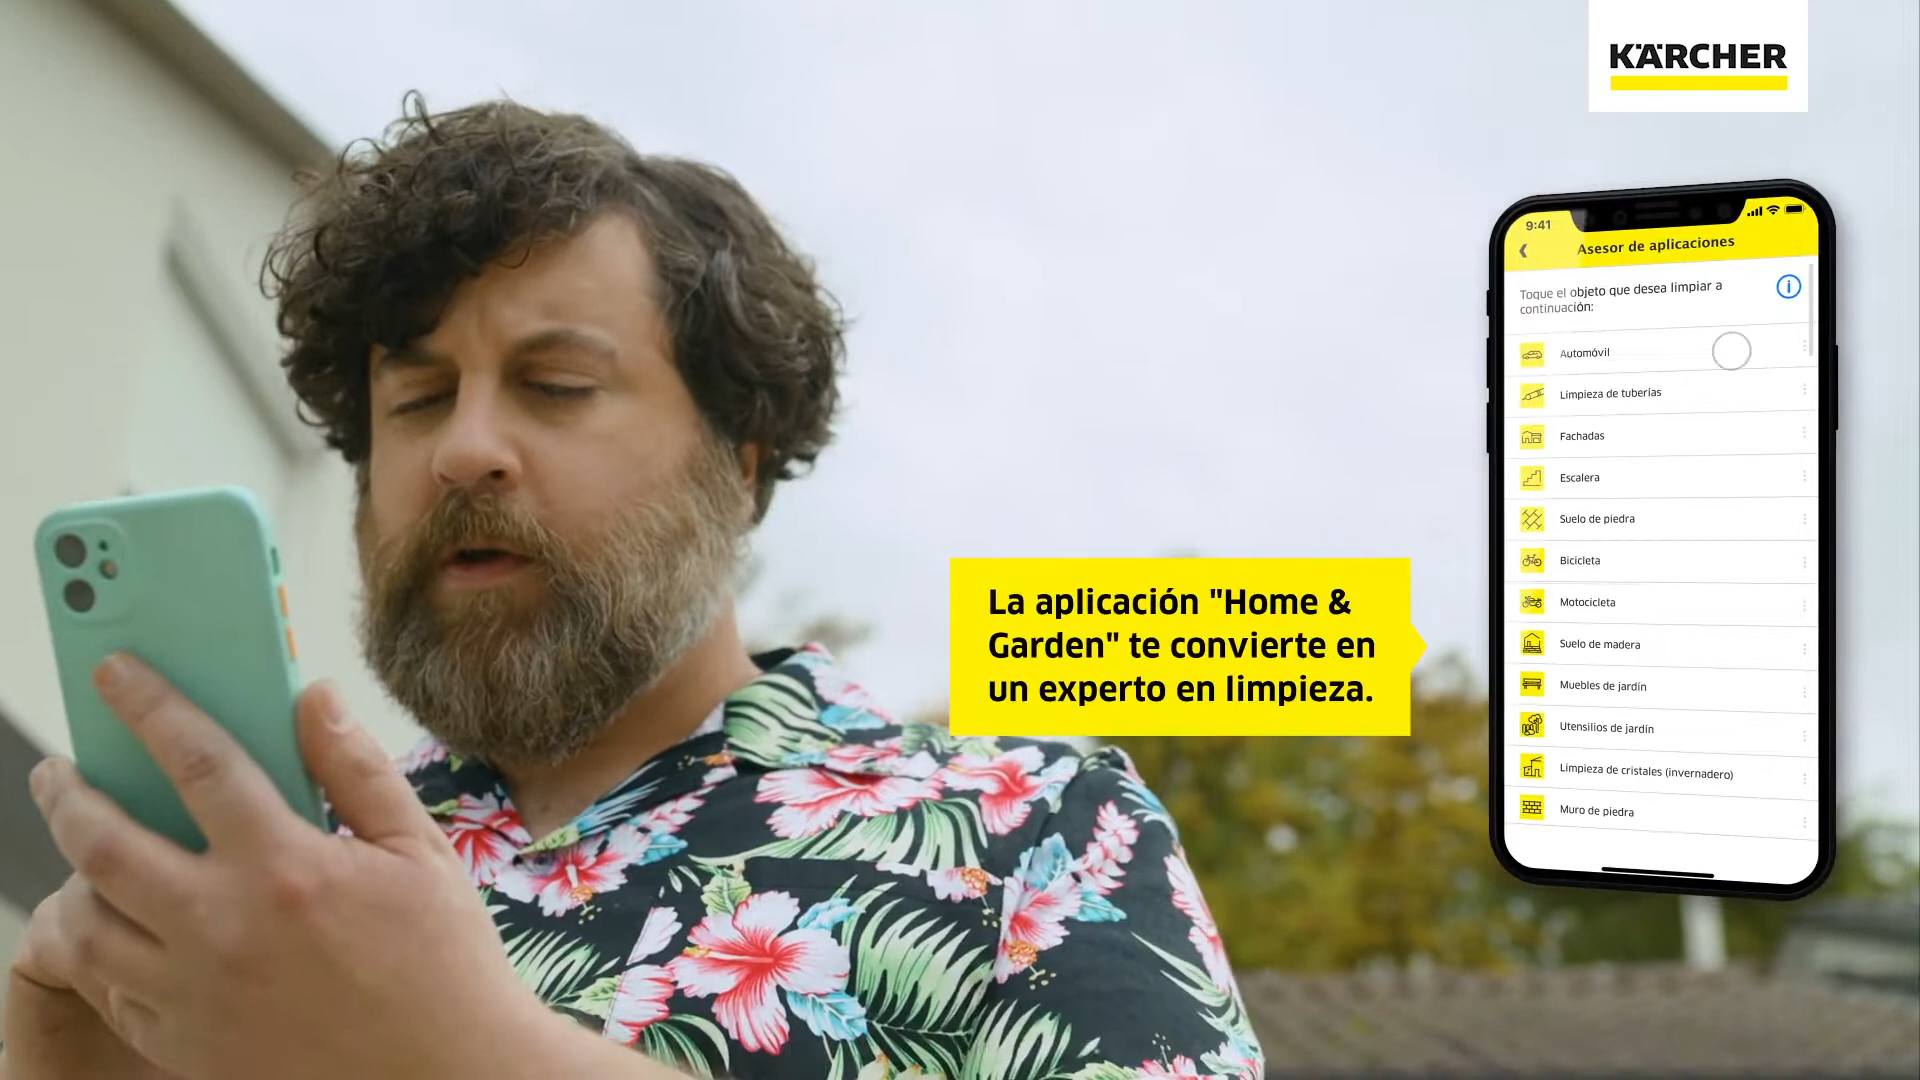 KÄRCHER
9:41
Asesor de aplicaciones
Toque el objeto que desea limpiar a
continuación:
Automóvil
Limpieza de tuberías
Fachadas
Escalera
Suelo de piedra
Bicicleta
Motocicleta
Suelo de madera
Muebles de jardín
Utensilios de jardín
Limpieza de cristales (invernadero)
Muro de piedra
La aplicación "Home &
Garden" te convierte en
un experto en limpieza.